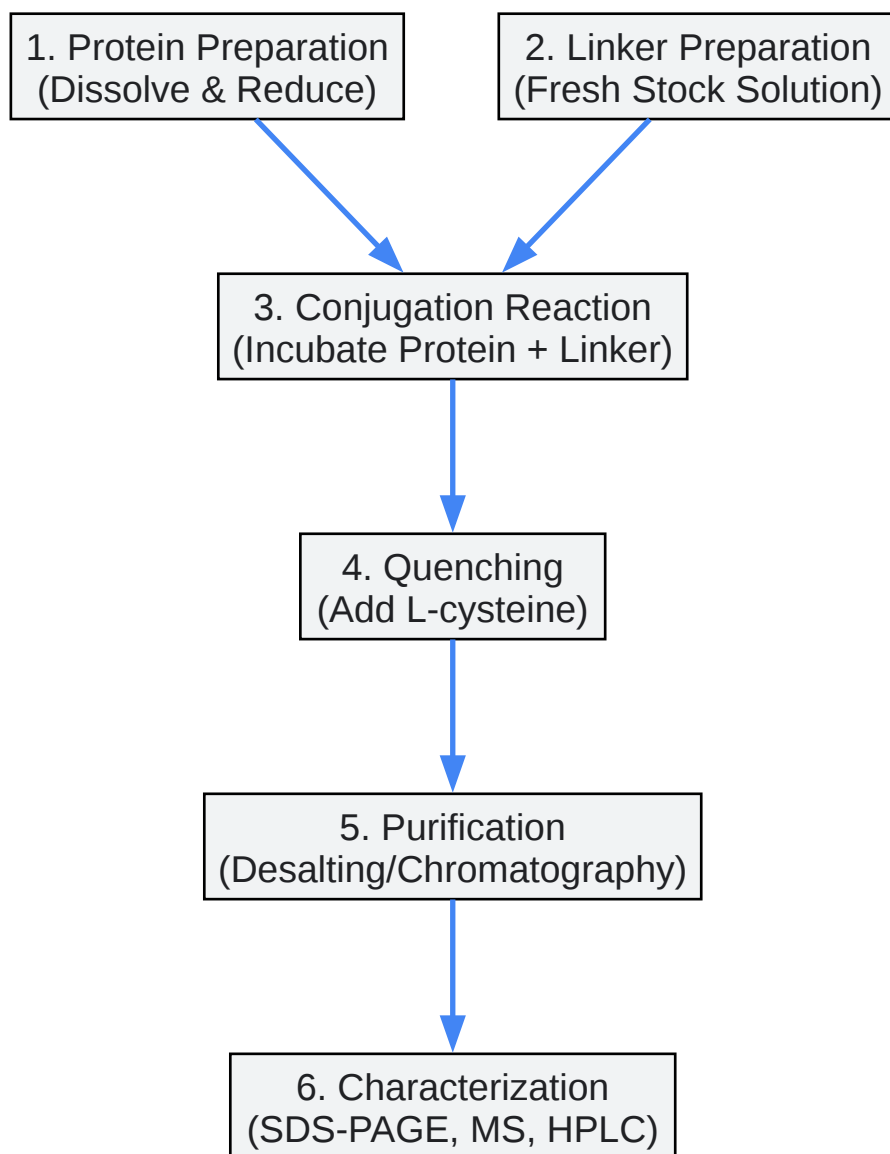 1. Protein Preparation
(Dissolve & Reduce)
2. Linker Preparation
(Fresh Stock Solution)
3. Conjugation Reaction
(Incubate Protein + Linker)
4. Quenching
(Add L-cysteine)
5. Purification
(Desalting/Chromatography)
6. Characterization
(SDS-PAGE, MS, HPLC)